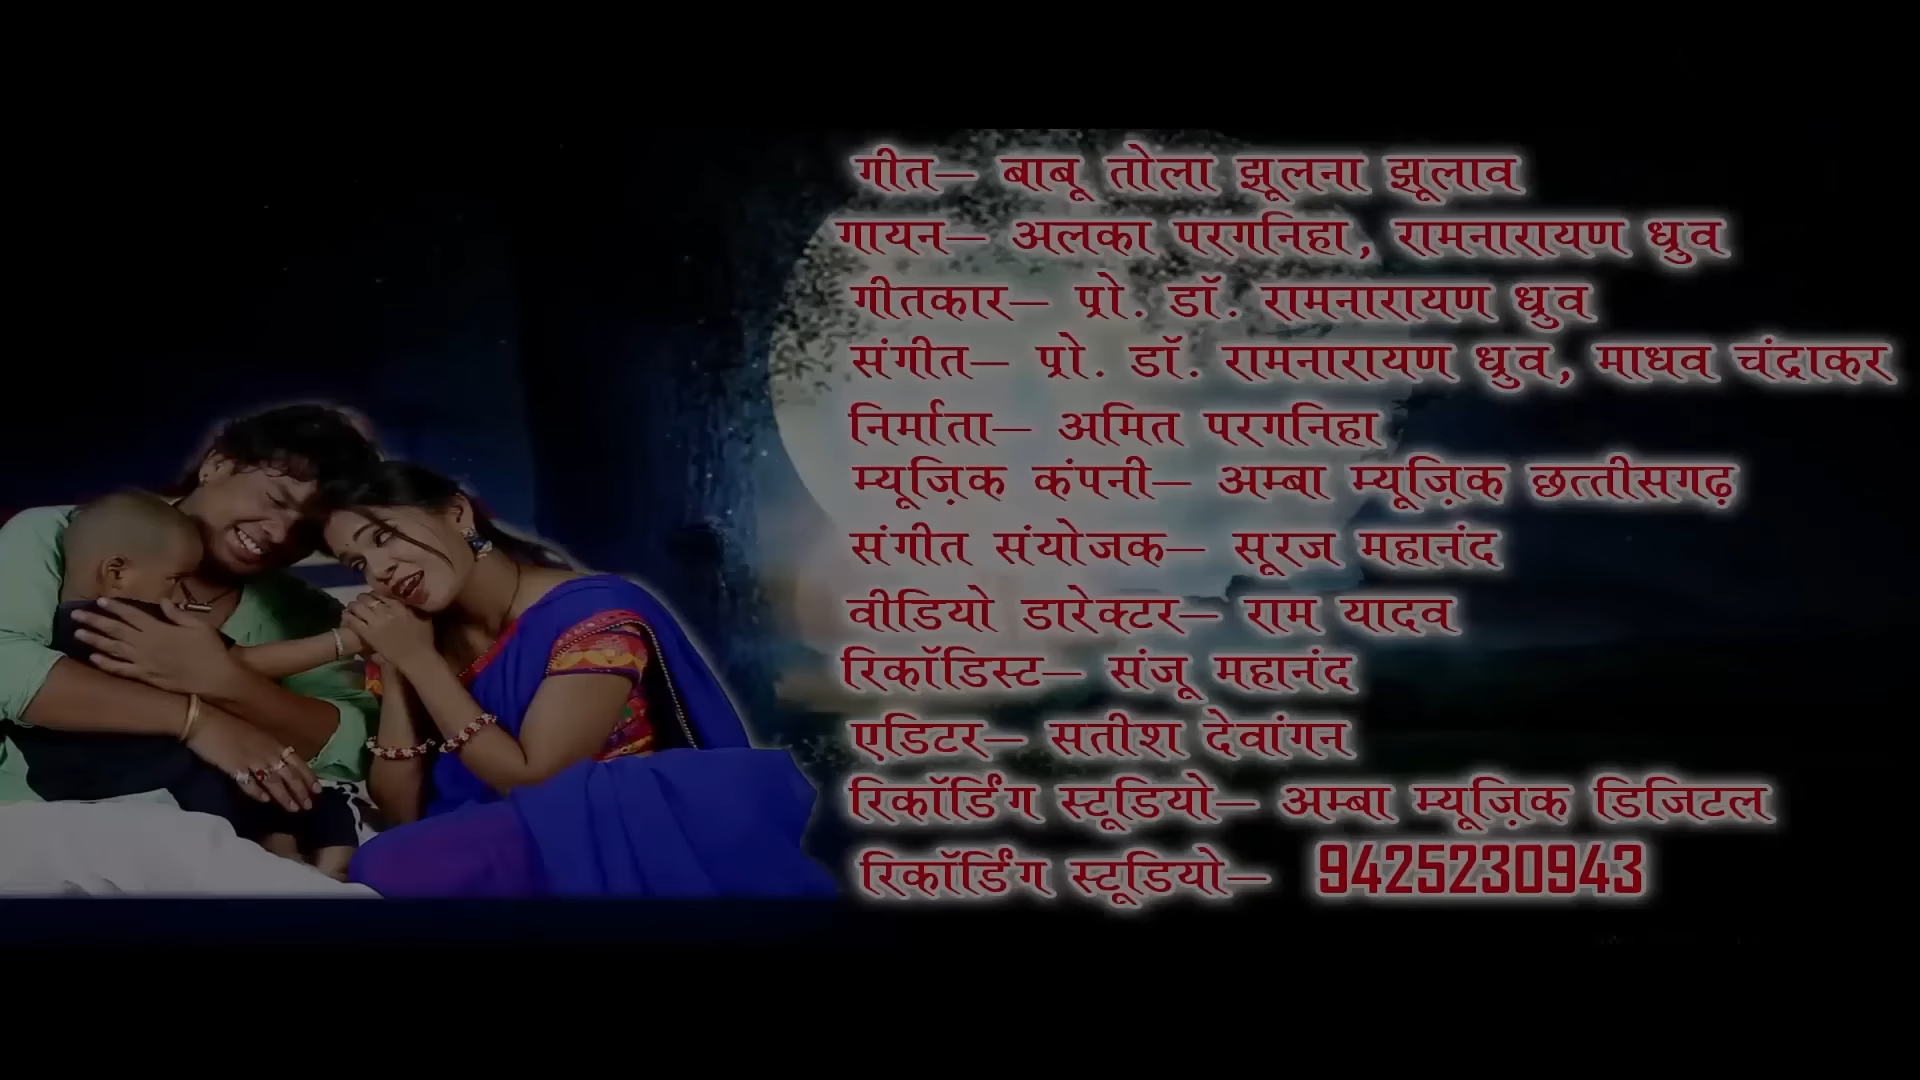 गीत– बाबू तोला झूलना झूलाव
गायन– अलका परगनिहा, रामनारायण ध्रुव
गीतकार– प्रो. डॉ. रामनारायण ध्रुव
संगीत– प्रो. डॉ. रामनारायण ध्रुव, माधव चंद्राकर
निर्माता– अमित परगनिहा
म्यूज़िक कंपनी– अम्बा म्यूज़िक छत्तीसगढ़
संगीत संयोजक– सूरज महानंद
वीडियो डारेक्टर– राम यादव
रिकॉडिस्ट– संजू महानंद
एडिटर– सतीश देवांगन
रिकॉर्डिंग स्टूडियो– अम्बा म्यूज़िक डिजिटल
रिकॉर्डिंग स्टूडियो– 9425230943